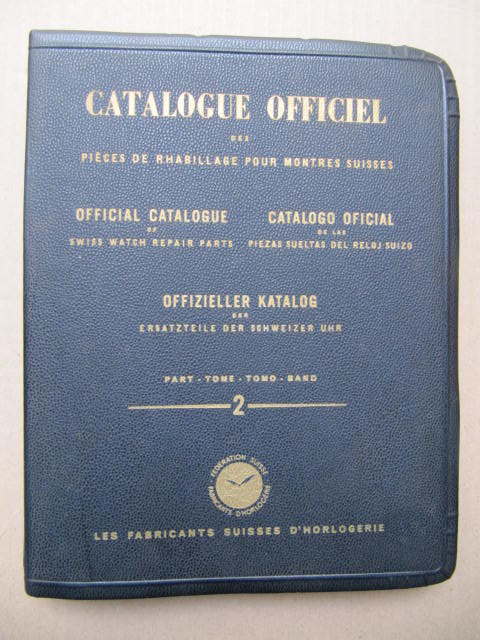 CATALOGUE OFFICIEL
DES
PIÈCES DE RHABILLAGE POUR MONTRES SUISSES
OFFICIAL CATALOGUE
OF
SWISS WATCH REPAIR PARTS
CATALOGO OFICIAL
DE LAS
PIEZAS SUELTAS DEL RELOJ SUIZO
OFFIZIELLER KATALOG
DER
ERSATZTEILE DER SCHWEIZER UHR
PART - TOME - TOMO - BAND
2
FEDERATION SUISSE
FABRICANTS D'HORLOGERIE
LES FABRICANTS SUISSES D'HORLOGERIE